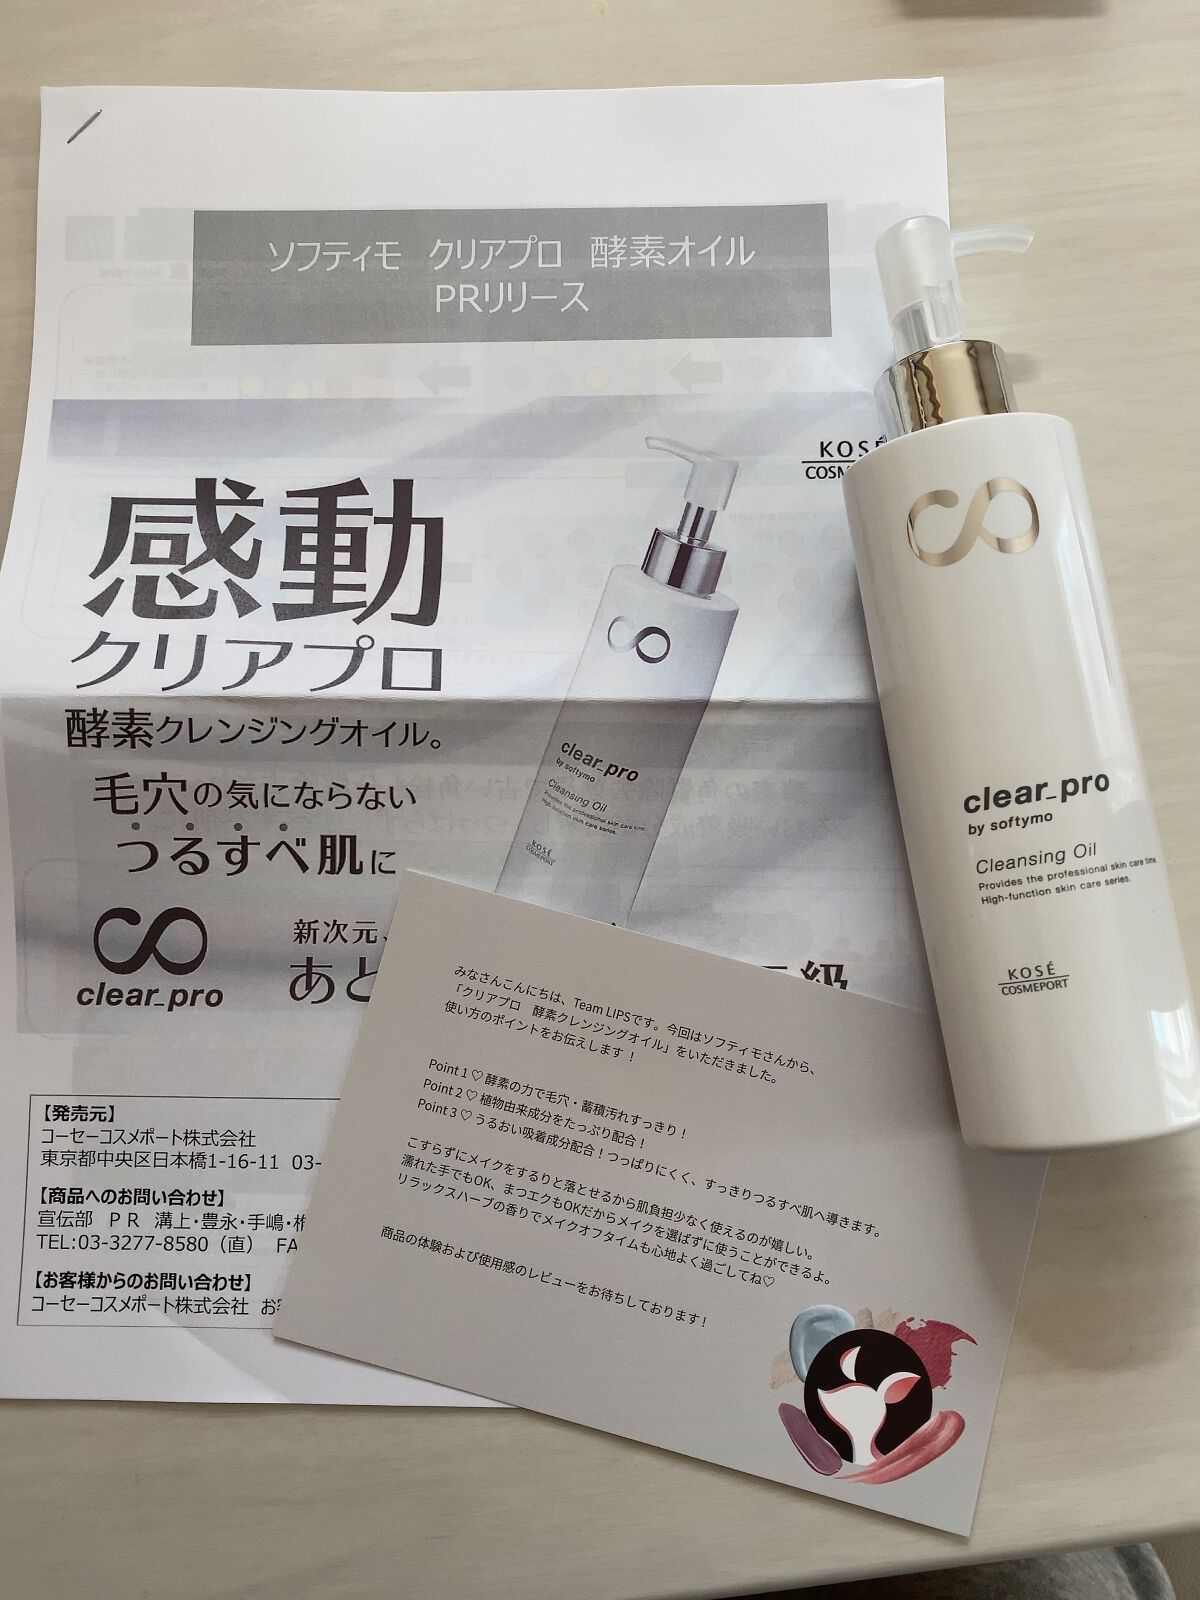 ソフティモ　クリアプロ　酵素オイル
PRリリース
KOSÉ
感動
クリアプロ
酵素クレンジングオイル。
毛穴の気にならない
つるすべ肌に
clear_pro
新次元、
あと
級
clear_pro
by softymo
Cleansing Oil
Provides the professional skin care time.
High-function skin care series.
KOSÉ
COSMEPORT
【発売元】
コーセーコスメポート株式会社
東京都中央区日本橋1-16-11 03-
【商品へのお問い合わせ】
宣伝部　ＰＲ　溝上・豊永・手嶋・
TEL:03-3277-8580（直）　FA
【お客様からのお問い合わせ】
コーセーコスメポート株式会社　お
みなさんこんにちは、Team LIPSです。今回はソフティモさんから、
「クリアプロ　酵素クレンジングオイル」をいただきました。
使い方のポイントをお伝えします！
Point 1 ♡ 酵素の力で毛穴・蓄積汚れすっきり！
Point 2 ♡ 植物由来成分をたっぷり配合！
Point 3 ♡ うるおい吸着成分配合！つっぱりにくく、すっきりつるすべ肌へ導きます。
こすらずにメイクをするりと落とせるから肌負担少なく使えるのが嬉しい。
濡れた手でもOK、まつエクもOKだからメイクを選ばずに使うことができるよ。
リラックスハーブの香りでメイクオフタイムも心地よく過ごしてね♡
商品の体験および使用感のレビューをお待ちしております！
clear_pro
by softymo
Cleansing Oil
Provides the professional skin care time.
High-function skin care series.
KOSÉ
COSMEPORT